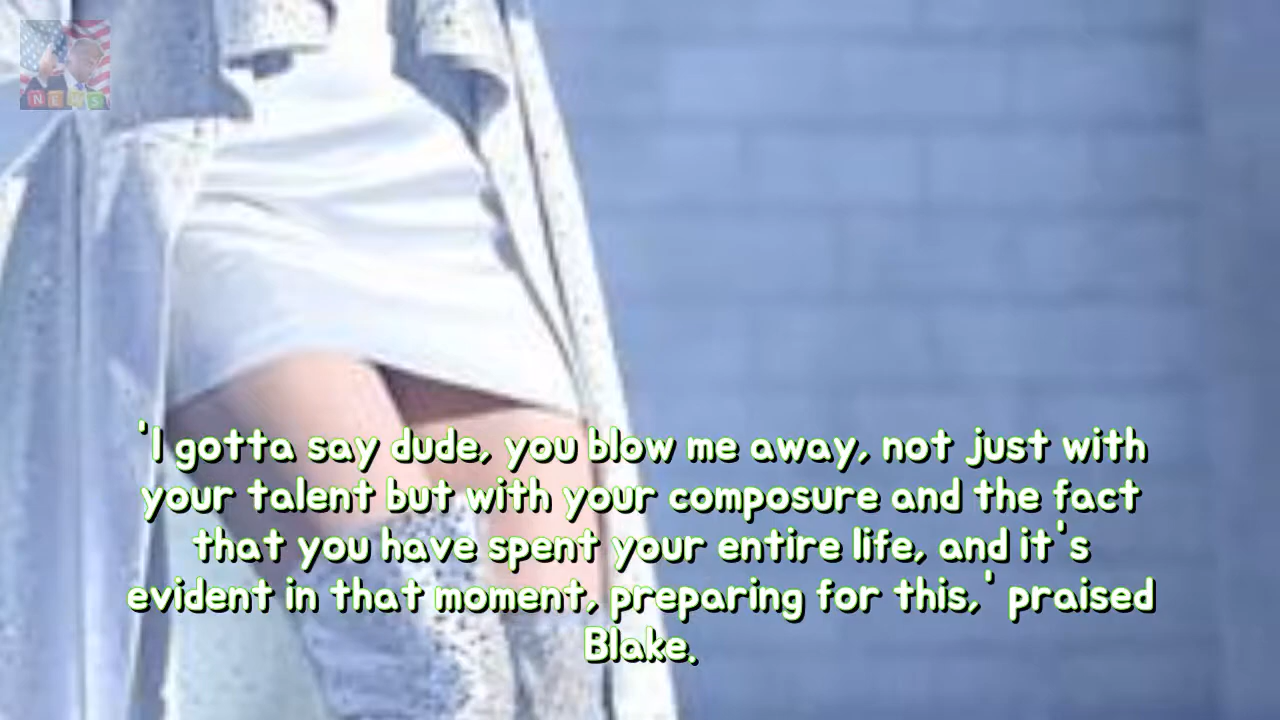 NEWS
'I gotta say dude, you blow me away, not just with
your talent but with your composure and the fact
that you have spent your entire life, and it's
evident in that moment, preparing for this,' praised
Blake.